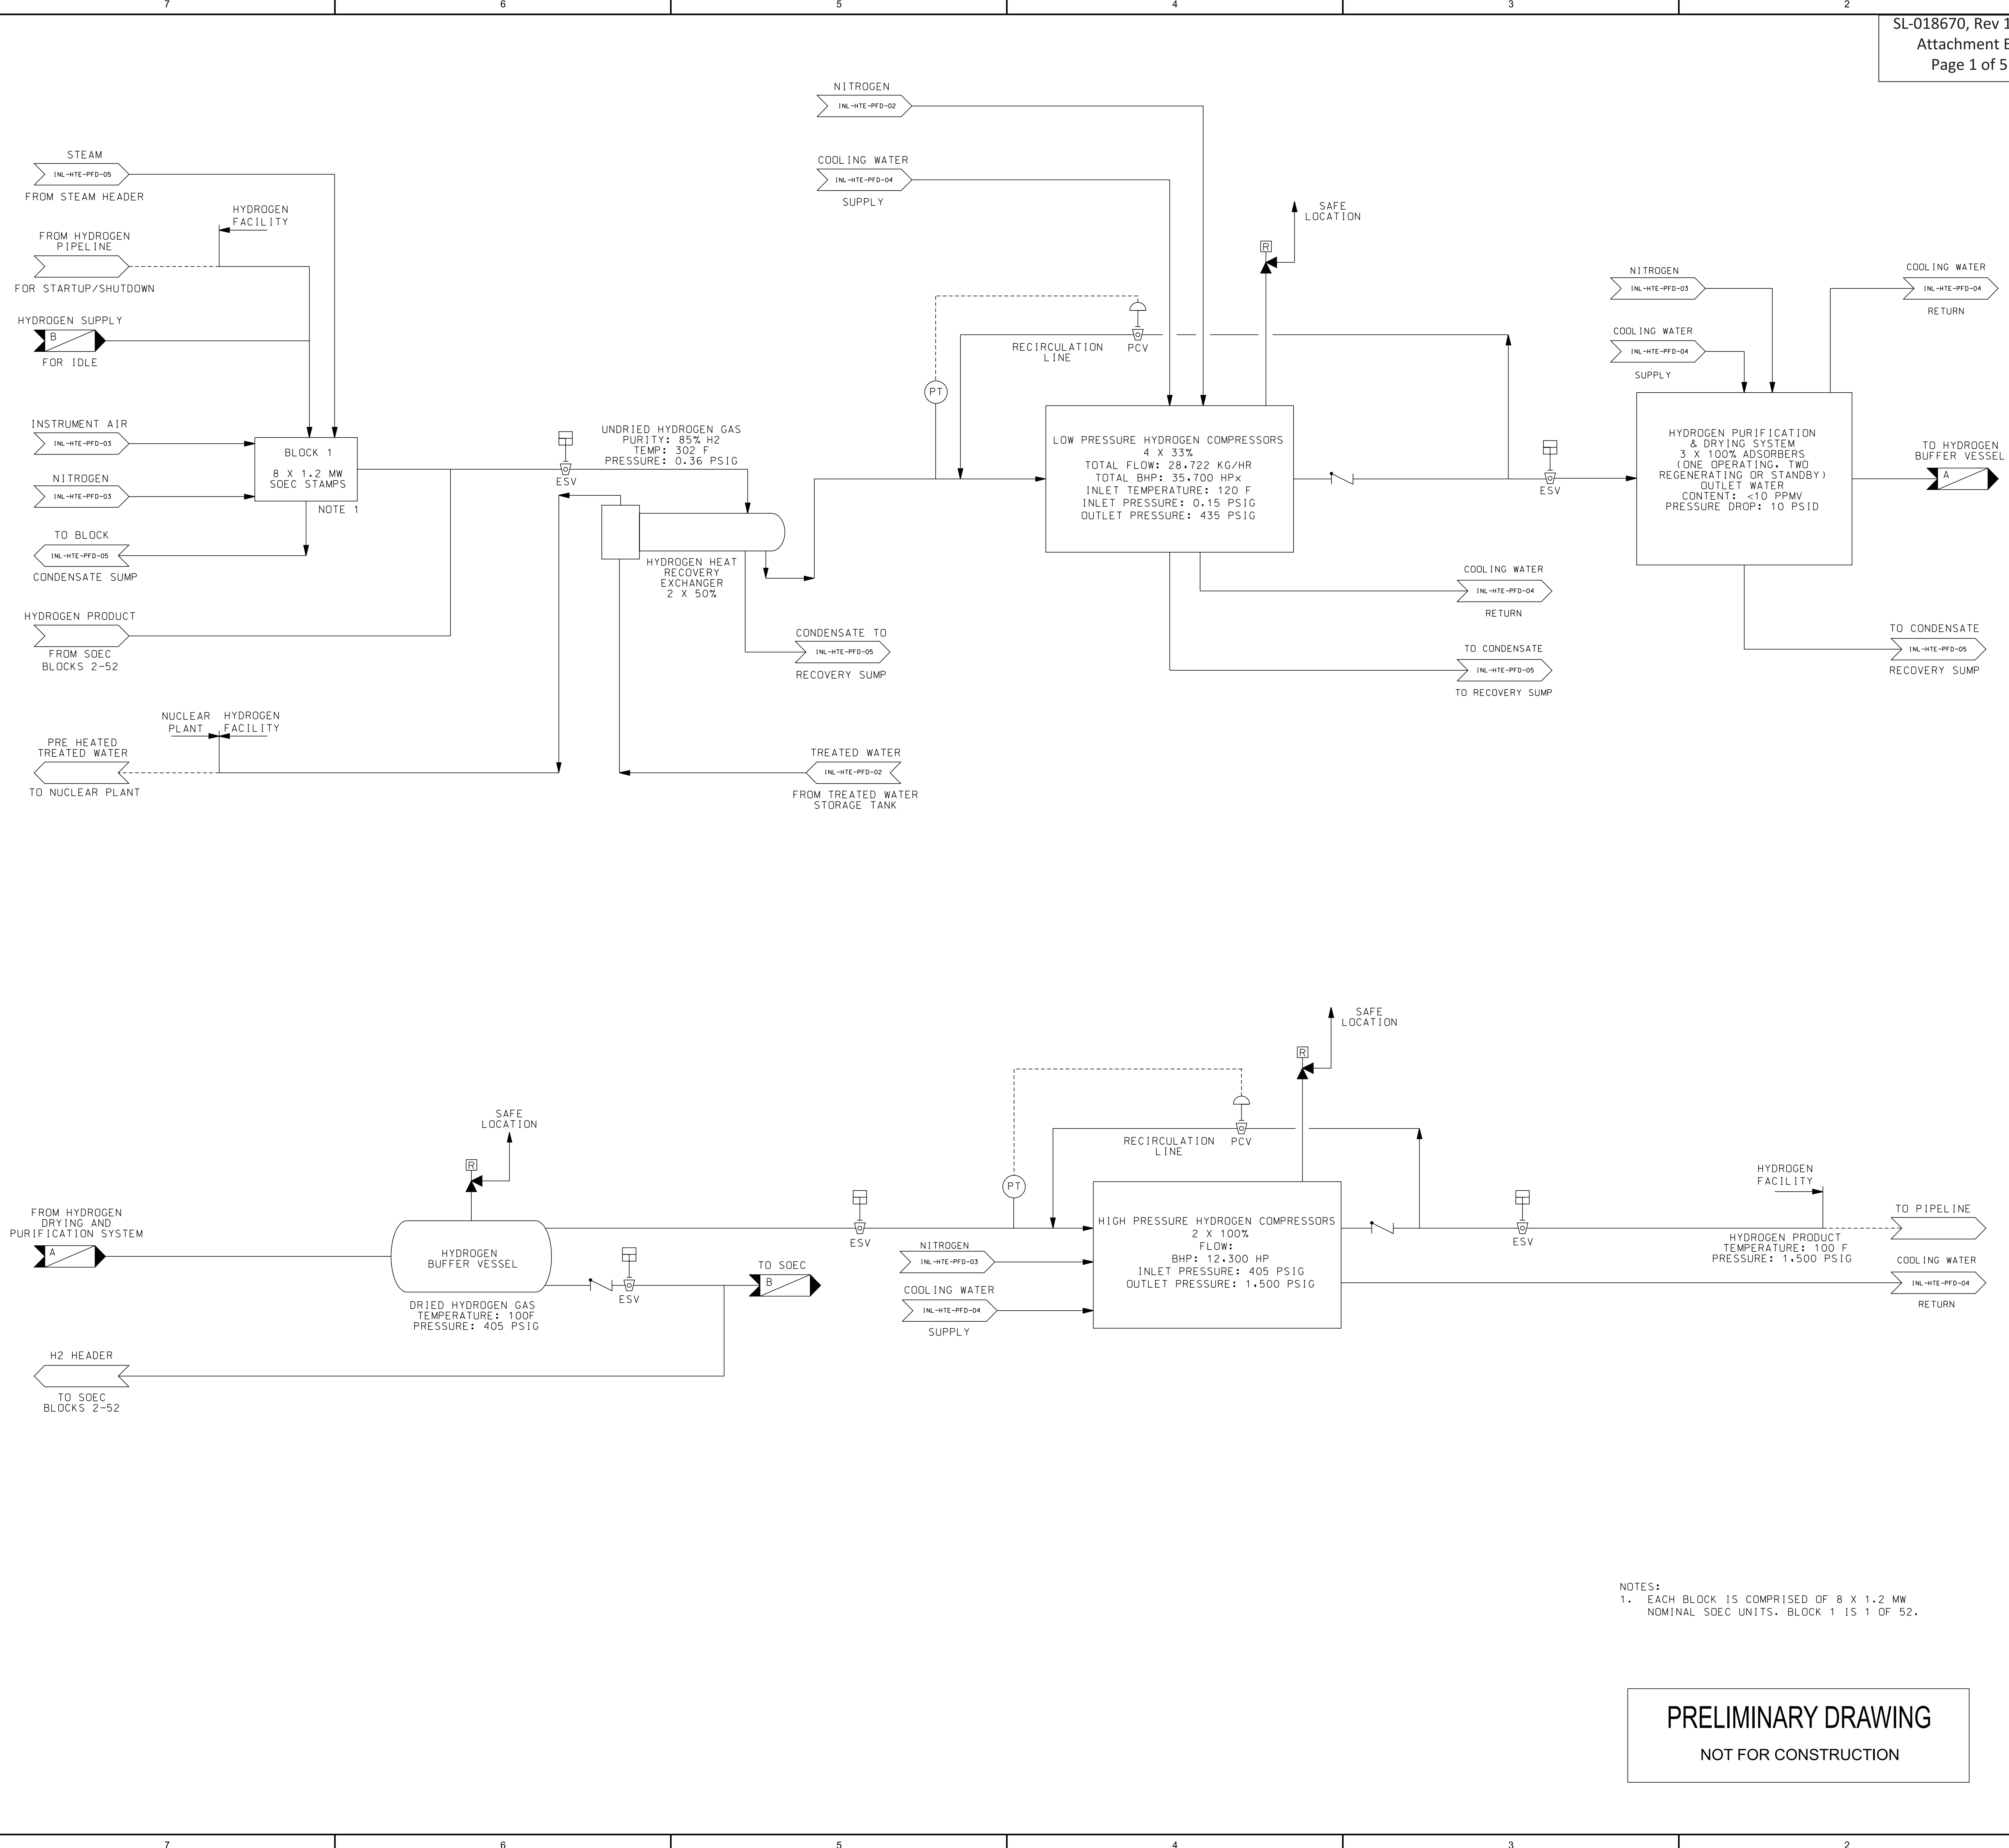 7 6 5 4 3 2
SL-018670, Rev 1
Attachment
Page 1 of 5
NITROGEN
INL-HTE-PFD-02
COOLING WATER
INL-HTE-PFD-04
SUPPLY
STEAM
INL-HTE-PFD-05
FROM STEAM HEADER
HYDROGEN
FACILITY
FROM HYDROGEN
PIPELINE
FOR STARTUP/SHUTDOWN
HYDROGEN SUPPLY
B
FOR IDLE
INSTRUMENT AIR
INL-HTE-PFD-03
NITROGEN
INL-HTE-PFD-03
TO BLOCK
INL-HTE-PFD-05
CONDENSATE SUMP
HYDROGEN PRODUCT
FROM SOEC
BLOCKS 2-52
NUCLEAR HYDROGEN
PLANT FACILITY
PRE HEATED
TREATED WATER
TO NUCLEAR PLANT
BLOCK 1
8 X 1.2 MW
SOEC STAMPS
NOTE 1
ESV
UNDRIED HYDROGEN GAS
PURITY: 85% H2
TEMP: 302 F
PRESSURE: 0.36 PSIG
HYDROGEN HEAT
RECOVERY
EXCHANGER
2 X 50%
CONDENSATE TO
INL-HTE-PFD-05
RECOVERY SUMP
TREATED WATER
INL-HTE-PFD-02
FROM TREATED WATER
STORAGE TANK
PT
RECIRCULATION
LINE
PCV
R
SAFE
LOCATION
LOW PRESSURE HYDROGEN COMPRESSORS
4 X 33%
TOTAL FLOW: 28,722 KG/HR
TOTAL BHP: 35,700 HPx
INLET TEMPERATURE: 120 F
INLET PRESSURE: 0.15 PSIG
OUTLET PRESSURE: 435 PSIG
COOLING WATER
INL-HTE-PFD-04
RETURN
TO CONDENSATE
INL-HTE-PFD-05
TO RECOVERY SUMP
ESV
NITROGEN
INL-HTE-PFD-03
COOLING WATER
INL-HTE-PFD-04
SUPPLY
COOLING WATER
INL-HTE-PFD-04
RETURN
HYDROGEN PURIFICATION
& DRYING SYSTEM
3 X 100% ADSORBERS
(ONE OPERATING, TWO
REGENERATING OR STANDBY)
OUTLET WATER
CONTENT: <10 PPMV
PRESSURE DROP: 10 PSID
TO HYDROGEN
BUFFER VESSEL
A
TO CONDENSATE
INL-HTE-PFD-05
RECOVERY SUMP
FROM HYDROGEN
DRYING AND
PURIFICATION SYSTEM
A
R
SAFE
LOCATION
HYDROGEN
BUFFER VESSEL
DRIED HYDROGEN GAS
TEMPERATURE: 100F
PRESSURE: 405 PSIG
ESV
TO SOEC
B
H2 HEADER
TO SOEC
BLOCKS 2-52
ESV
NITROGEN
INL-HTE-PFD-03
COOLING WATER
INL-HTE-PFD-04
SUPPLY
PT
RECIRCULATION
LINE
PCV
R
SAFE
LOCATION
HIGH PRESSURE HYDROGEN COMPRESSORS
2 X 100%
FLOW:
BHP: 12,300 HP
INLET PRESSURE: 405 PSIG
OUTLET PRESSURE: 1,500 PSIG
ESV
HYDROGEN
FACILITY
TO PIPELINE
HYDROGEN PRODUCT
TEMPERATURE: 100 F
PRESSURE: 1,500 PSIG
COOLING WATER
INL-HTE-PFD-04
RETURN
NOTES:
1. EACH BLOCK IS COMPRISED OF 8 X 1.2 MW
NOMINAL SOEC UNITS. BLOCK 1 IS 1 OF 52.
PRELIMINARY DRAWING
NOT FOR CONSTRUCTION
7 6 5 4 3 2